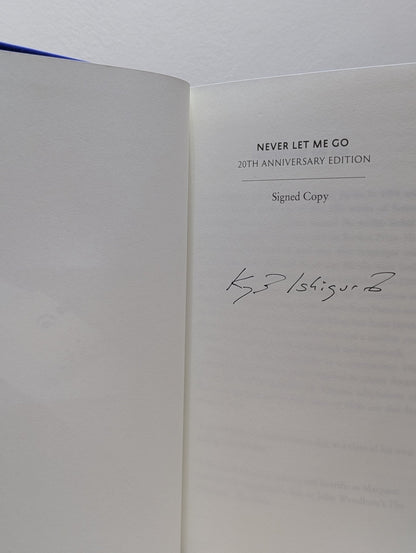 NEVER LET ME GO
20TH ANNIVERSARY EDITION
Signed Copy
Kazuo Ishiguro